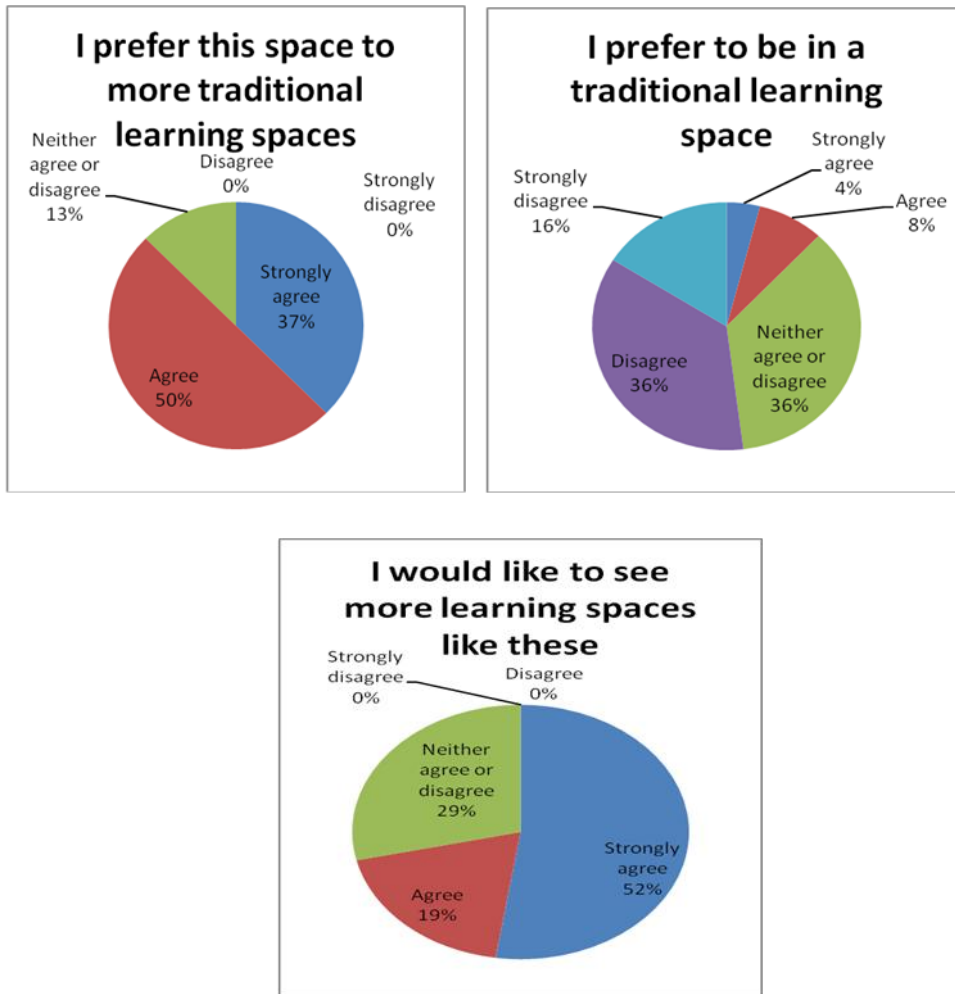 I prefer this space to
more traditional
learning spaces
Neither
agree or
disagree
13%
Disagree
0%
Strongly
disagree
0%
Strongly
agree
37%
Agree
50%
I prefer to be in a
traditional learning
space
Strongly
disagree
16%
Strongly
agree
4%
Agree
8%
Disagree
36%
Neither
agree or
disagree
36%
I would like to see
more learning spaces
like these
Strongly
disagree
0%
Disagree
0%
Neither
agree or
disagree
29%
Strongly
agree
52%
Agree
19%